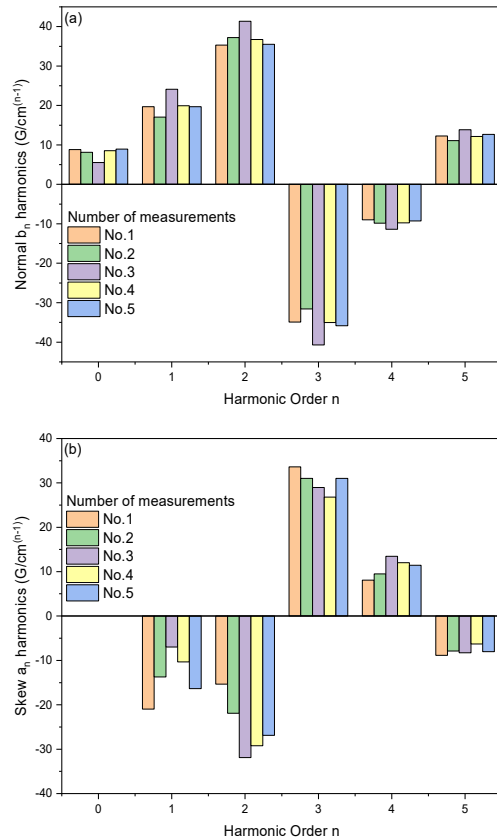 (a)
Normal b_n harmonics (G/cm^(n-1))
40
30
20
10
0
-10
-20
-30
-40
Number of measurements
No.1
No.2
No.3
No.4
No.5
0 1 2 3 4 5
Harmonic Order n
(b)
Skew a_n harmonics (G/cm^(n-1))
40
30
20
10
0
-10
-20
-30
-40
Number of measurements
No.1
No.2
No.3
No.4
No.5
0 1 2 3 4 5
Harmonic Order n